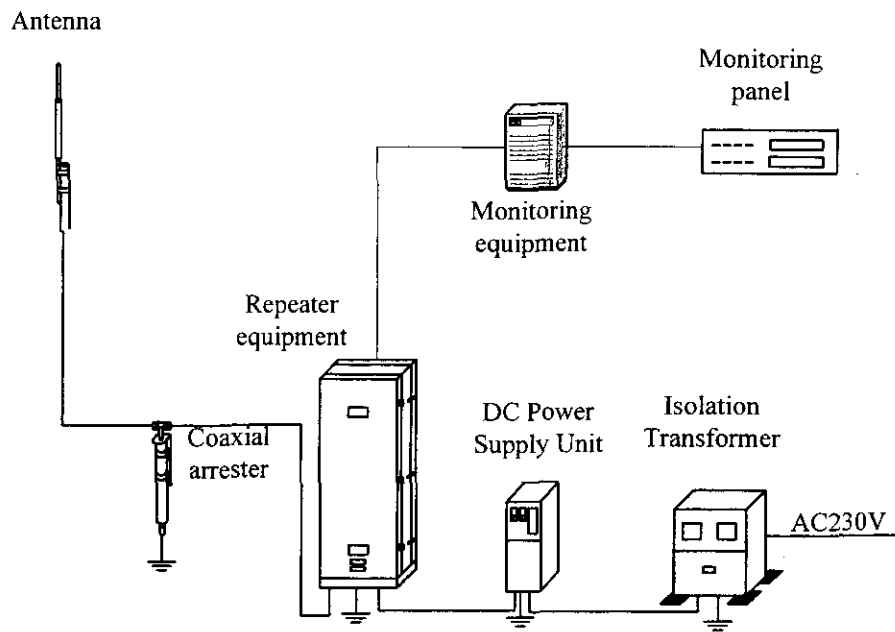 Antenna
Monitoring
panel
Monitoring
equipment
Repeater
equipment
Coaxial
arrester
DC Power
Supply Unit
Isolation
Transformer
AC230V